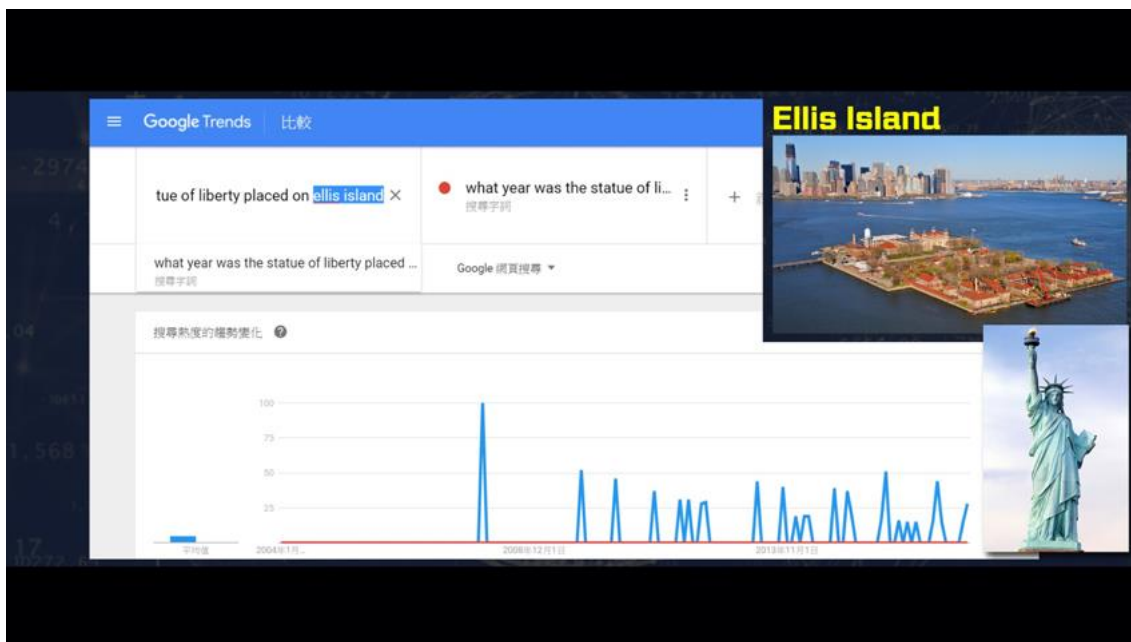 Google Trends 比較
Ellis Island
tue of liberty placed on ellis island ×
what year was the statue of li...
搜尋字詞
what year was the statue of liberty placed ...
搜尋字詞
Google 網頁搜尋
搜尋熱度的趨勢變化
100
75
50
25
平均值
2004年1月...
2008年12月1日
2013年11月1日